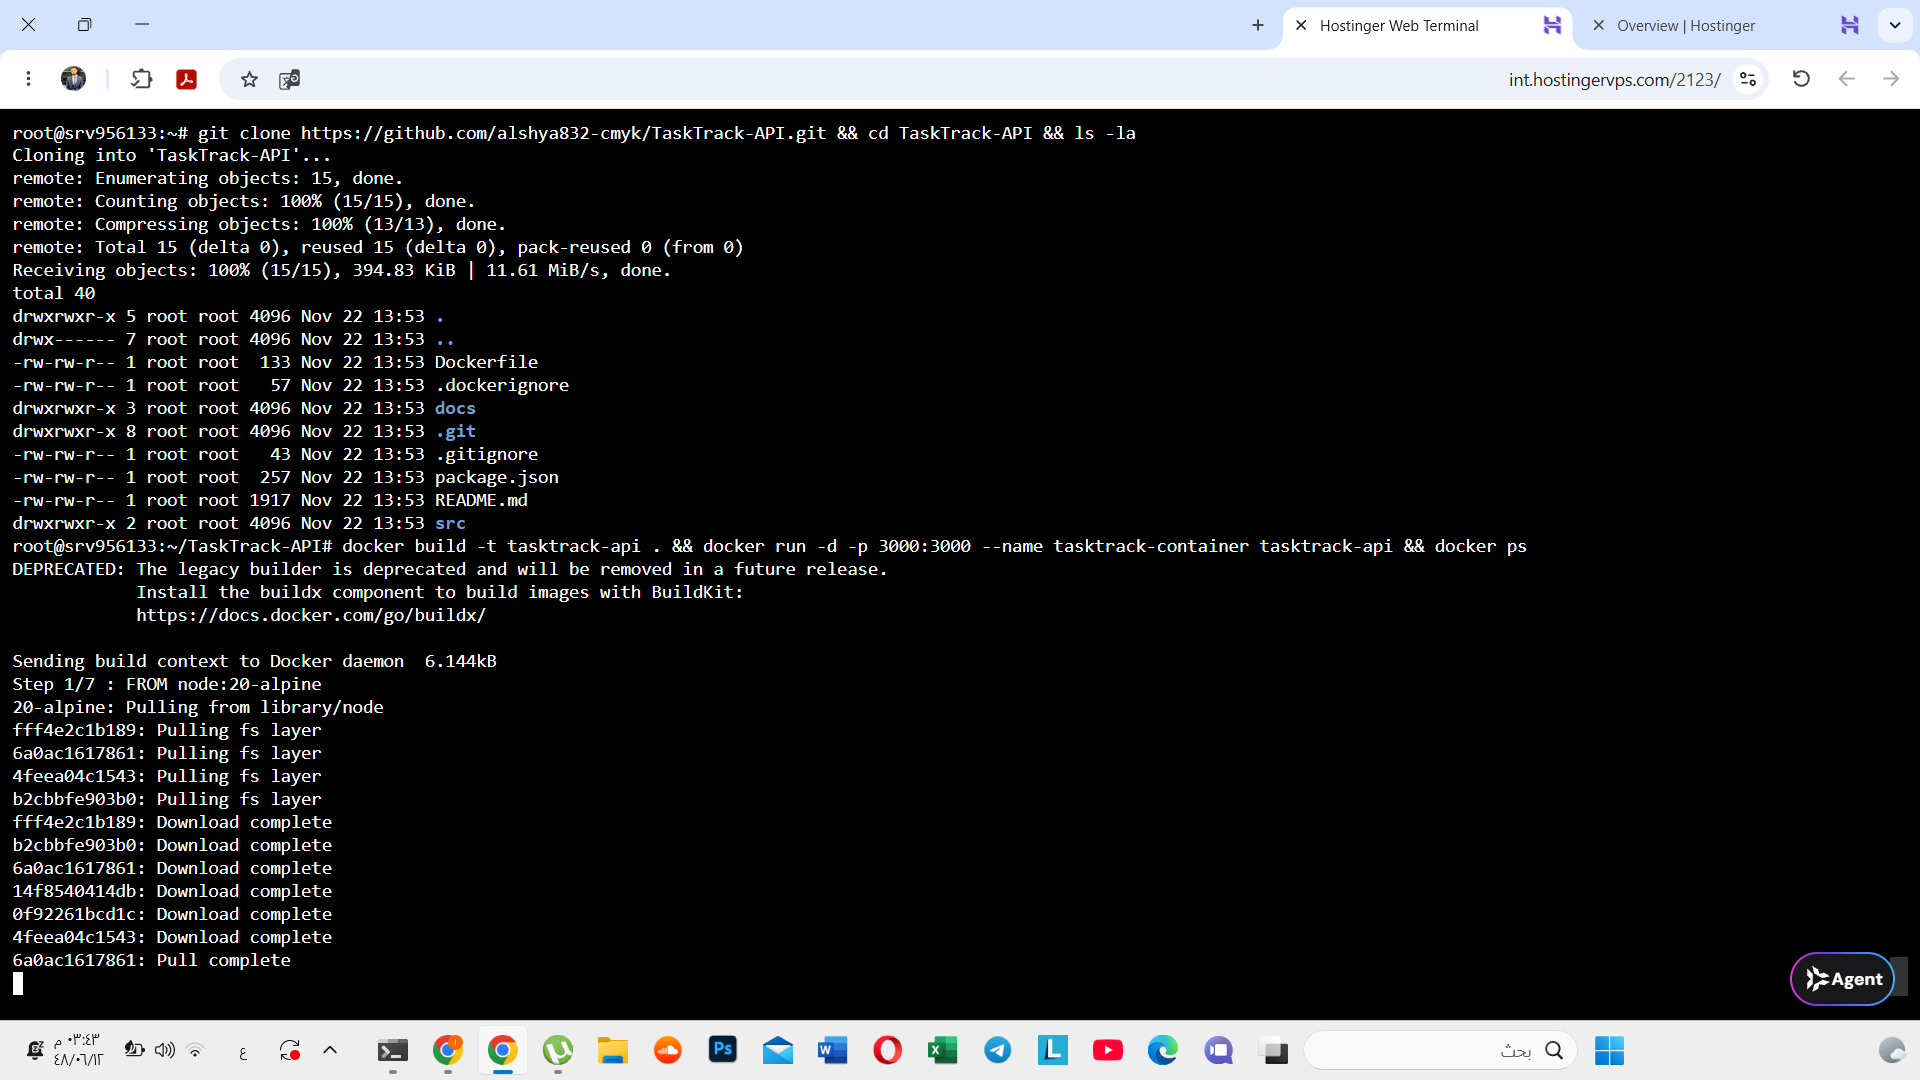 Hostinger Web Terminal
Overview | Hostinger
int.hostingervps.com/2123/
root@srv956133:~# git clone https://github.com/alshya832-cmyk/TaskTrack-API.git && cd TaskTrack-API && ls -la
Cloning into 'TaskTrack-API'...
remote: Enumerating objects: 15, done.
remote: Counting objects: 100% (15/15), done.
remote: Compressing objects: 100% (13/13), done.
remote: Total 15 (delta 0), reused 15 (delta 0), pack-reused 0 (from 0)
Receiving objects: 100% (15/15), 394.83 KiB | 11.61 MiB/s, done.
total 40
drwxrwxr-x 5 root root 4096 Nov 22 13:53 .
drwx------ 7 root root 4096 Nov 22 13:53 ..
-rw-rw-r-- 1 root root  133 Nov 22 13:53 Dockerfile
-rw-rw-r-- 1 root root   57 Nov 22 13:53 .dockerignore
drwxrwxr-x 3 root root 4096 Nov 22 13:53 docs
drwxrwxr-x 8 root root 4096 Nov 22 13:53 .git
-rw-rw-r-- 1 root root   43 Nov 22 13:53 .gitignore
-rw-rw-r-- 1 root root  257 Nov 22 13:53 package.json
-rw-rw-r-- 1 root root 1917 Nov 22 13:53 README.md
drwxrwxr-x 2 root root 4096 Nov 22 13:53 src
root@srv956133:~/TaskTrack-API# docker build -t tasktrack-api . && docker run -d -p 3000:3000 --name tasktrack-container tasktrack-api && docker ps
DEPRECATED: The legacy builder is deprecated and will be removed in a future release.
            Install the buildx component to build images with BuildKit:
            https://docs.docker.com/go/buildx/
Sending build context to Docker daemon  6.144kB
Step 1/7 : FROM node:20-alpine
20-alpine: Pulling from library/node
fff4e2c1b189: Pulling fs layer
6a0ac1617861: Pulling fs layer
4feea04c1543: Pulling fs layer
b2cbbfe903b0: Pulling fs layer
fff4e2c1b189: Download complete
b2cbbfe903b0: Download complete
6a0ac1617861: Download complete
14f8540414db: Download complete
0f92261bcd1c: Download complete
4feea04c1543: Download complete
6a0ac1617861: Pull complete
Agent
٠٣:٤٣ م
٤٨/٠٦/١٢
ع
Ps
W
X
L
بحث